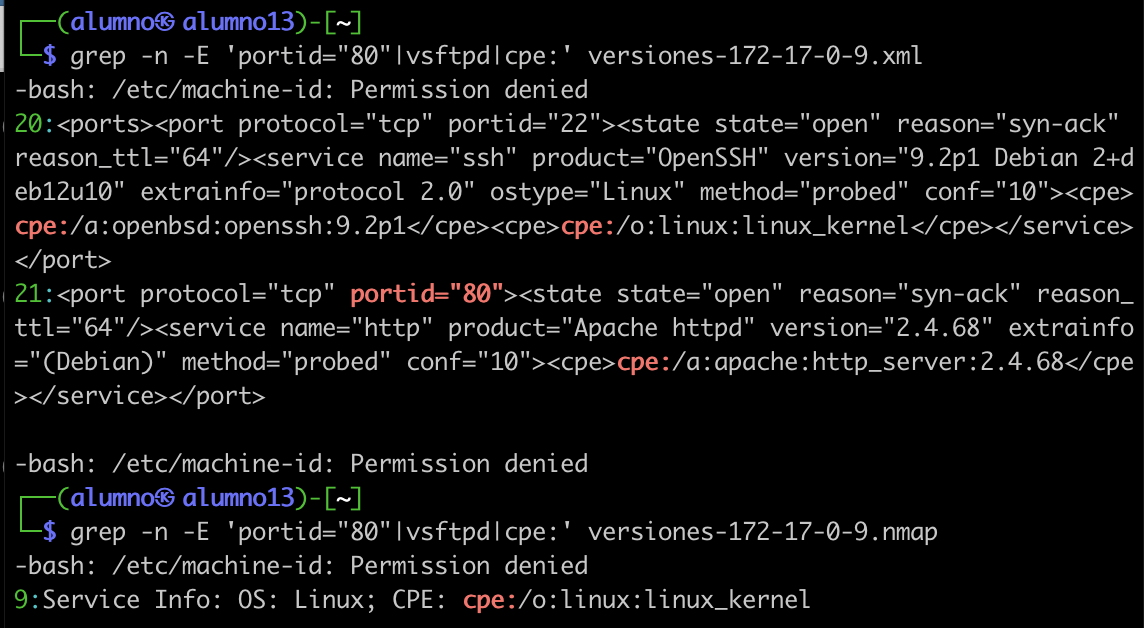 ┌──(alumno㉿ alumno13)-[~]
└─$ grep -n -E 'portid="80"|vsftpd|cpe:' versiones-172-17-0-9.xml
-bash: /etc/machine-id: Permission denied
20:<ports><port protocol="tcp" portid="22"><state state="open" reason="syn-ack"
reason_ttl="64"/><service name="ssh" product="OpenSSH" version="9.2p1 Debian 2+d
eb12u10" extrainfo="protocol 2.0" ostype="Linux" method="probed" conf="10"><cpe>
cpe:/a:openbsd:openssh:9.2p1</cpe><cpe>cpe:/o:linux:linux_kernel</cpe></service>
</port>
21:<port protocol="tcp" portid="80"><state state="open" reason="syn-ack" reason_
ttl="64"/><service name="http" product="Apache httpd" version="2.4.68" extrainfo
="(Debian)" method="probed" conf="10"><cpe>cpe:/a:apache:http_server:2.4.68</cpe
></service></port>
-bash: /etc/machine-id: Permission denied
┌──(alumno㉿ alumno13)-[~]
└─$ grep -n -E 'portid="80"|vsftpd|cpe:' versiones-172-17-0-9.nmap
-bash: /etc/machine-id: Permission denied
9:Service Info: OS: Linux; CPE: cpe:/o:linux:linux_kernel